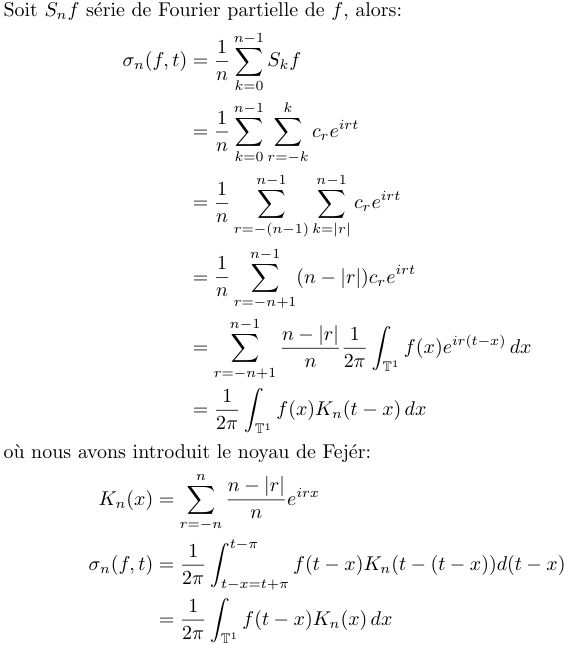 Soit $S_n f$ série de Fourier partielle de $f$, alors:
$\sigma_n(f,t) = \frac{1}{n} \sum_{k=0}^{n-1} S_k f$
$= \frac{1}{n} \sum_{k=0}^{n-1} \sum_{r=-k}^{k} c_r e^{irt}$
$= \frac{1}{n} \sum_{r=-(n-1)}^{n-1} \sum_{k=|r|}^{n-1} c_r e^{irt}$
$= \frac{1}{n} \sum_{r=-n+1}^{n-1} (n-|r|) c_r e^{irt}$
$= \sum_{r=-n+1}^{n-1} \frac{n-|r|}{n} \frac{1}{2\pi} \int_{\mathbb{T}^1} f(x) e^{ir(t-x)} \, dx$
$= \frac{1}{2\pi} \int_{\mathbb{T}^1} f(x) K_n(t-x) \, dx$
où nous avons introduit le noyau de Fejér:
$K_n(x) = \sum_{r=-n}^{n} \frac{n-|r|}{n} e^{irx}$
$\sigma_n(f,t) = \frac{1}{2\pi} \int_{t-x=t+\pi}^{t-\pi} f(t-x) K_n(t-(t-x)) d(t-x)$
$= \frac{1}{2\pi} \int_{\mathbb{T}^1} f(t-x) K_n(x) \, dx$